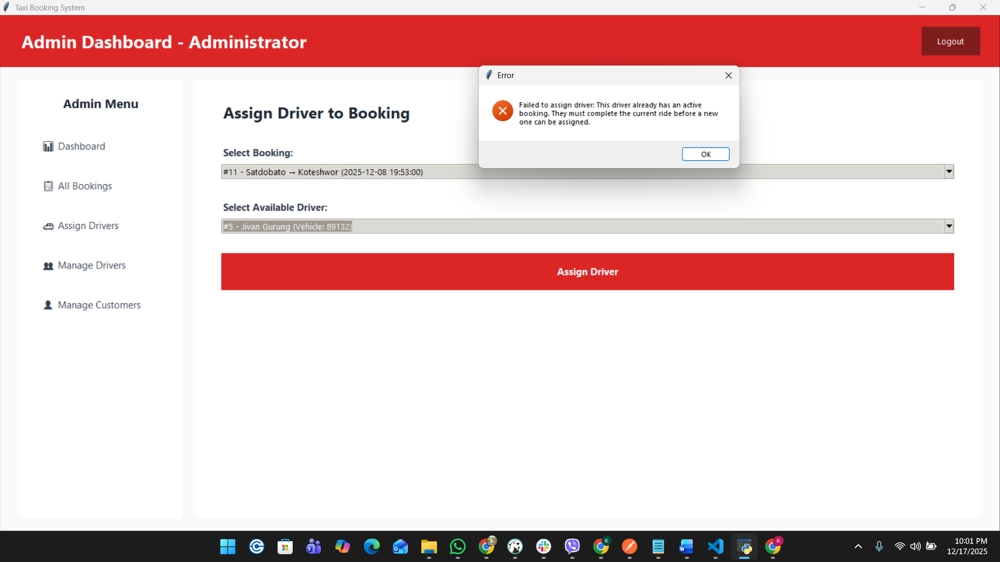 Taxi Booking System
Admin Dashboard - Administrator
Logout
Error
Failed to assign driver: This driver already has an active
booking. They must complete the current ride before a new
one can be assigned.
OK
Admin Menu
Dashboard
All Bookings
Assign Drivers
Manage Drivers
Manage Customers
Assign Driver to Booking
Select Booking:
#11 - Satdobato → Koteshwor (2025-12-08 19:53:00)
Select Available Driver:
#5 - Jivan Gurung (Vehicle: 89132)
Assign Driver
10:01 PM
12/17/2025